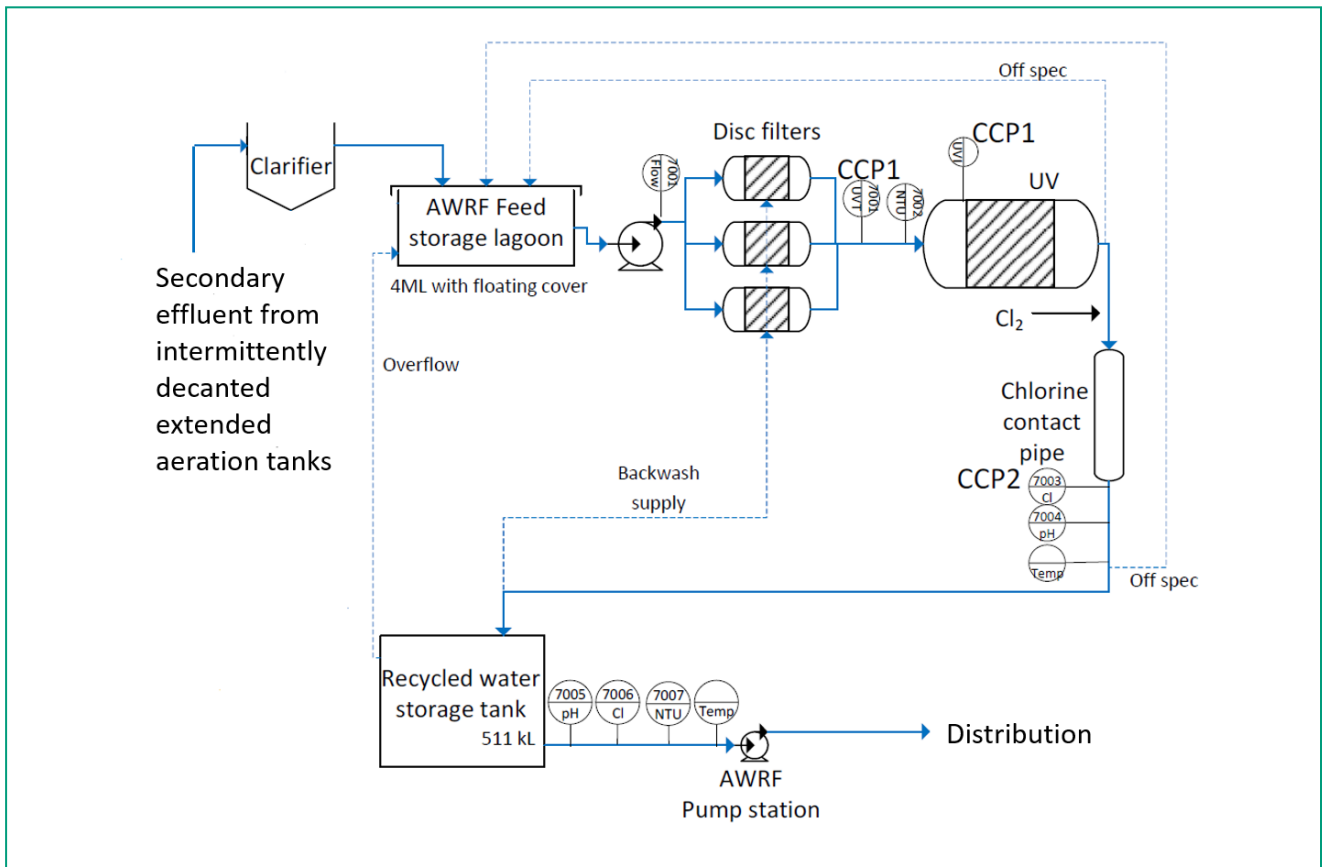 Off spec
Disc filters
Clarifier
Flow
7001
CCP1
UVT
7001
NTU
7002
CCP1
UVI
UV
AWRF Feed
storage lagoon
4ML with floating cover
Secondary
effluent from
intermittently
decanted
extended
aeration tanks
Overflow
Cl₂
Chlorine
contact
pipe
Backwash
supply
CCP2
7003
Cl
7004
pH
Temp
Off spec
Recycled water
storage tank
511 kL
7005
pH
7006
Cl
7007
NTU
Temp
Distribution
AWRF
Pump station